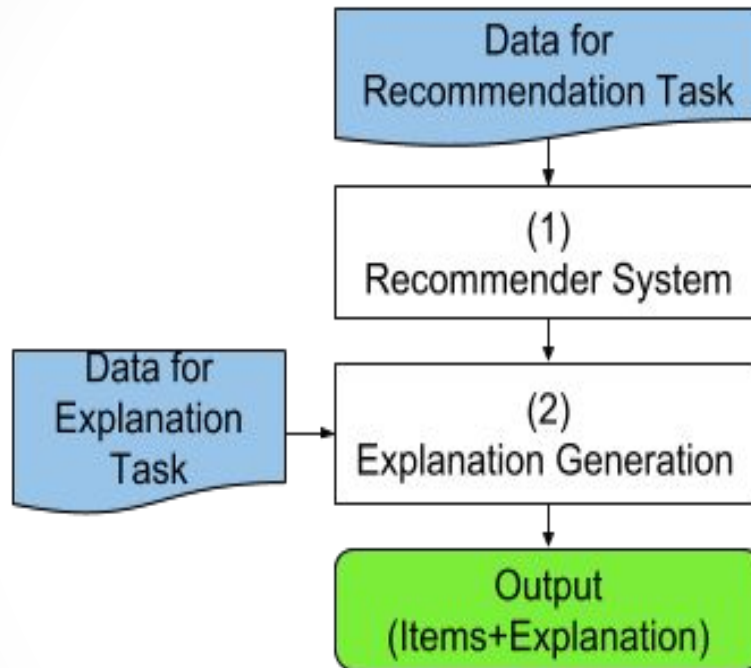 Data for
Recommendation Task
(1)
Recommender System
Data for
Explanation
Task
(2)
Explanation Generation
Output
(Items+Explanation)